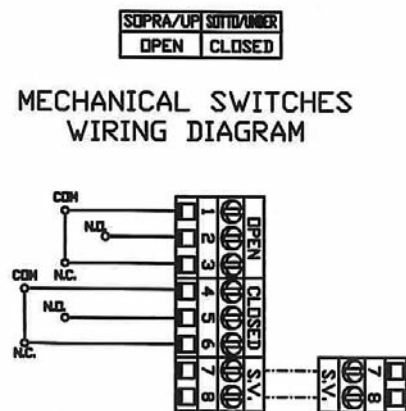 SOPRA/UP SOTTO/UNDER
OPEN CLOSED
MECHANICAL SWITCHES
WIRING DIAGRAM
COM
N.O.
N.C.
COM
N.O.
N.C.
1
2
3
OPEN
4
5
6
CLOSED
7
8
S.V.
S.V.
7
8